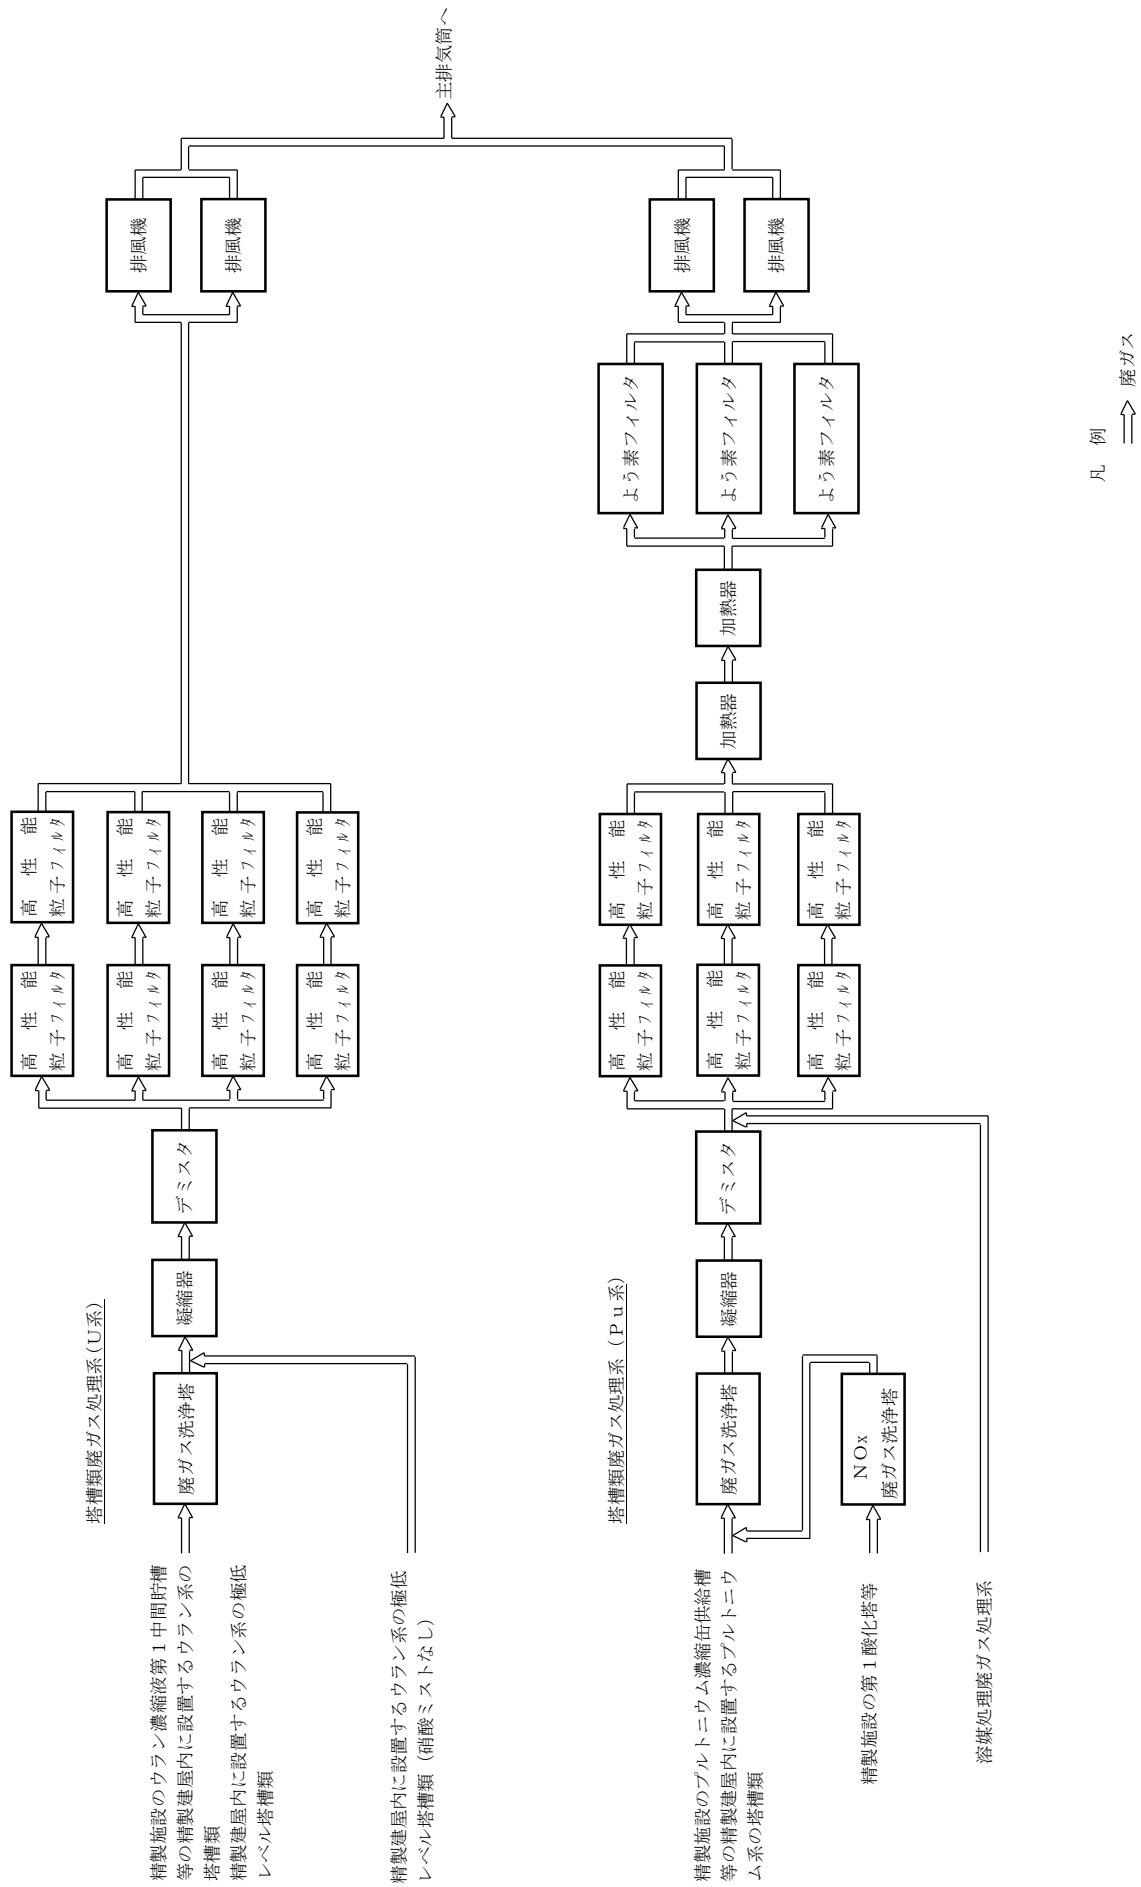 塔槽類廃ガス処理系(U系)
精製施設のウラン濃縮液第1中間貯槽
等の精製建屋内に設置するウラン系の
塔槽類
精製建屋内に設置するウラン系の極低
レベル塔槽類
精製建屋内に設置するウラン系の極低
レベル塔槽類（硝酸ミストなし）
廃ガス洗浄塔
凝縮器
デミスタ
高性能
粒子フィルタ
高性能
粒子フィルタ
高性能
粒子フィルタ
高性能
粒子フィルタ
高性能
粒子フィルタ
高性能
粒子フィルタ
高性能
粒子フィルタ
高性能
粒子フィルタ
排風機
排風機
主排気筒へ
塔槽類廃ガス処理系（Pu系）
精製施設のプルトニウム濃縮缶供給槽
等の精製建屋内に設置するプルトニウ
ム系の塔槽類
精製施設の第1酸化塔等
溶媒処理廃ガス処理系
廃ガス洗浄塔
NOx
廃ガス洗浄塔
凝縮器
デミスタ
高性能
粒子フィルタ
高性能
粒子フィルタ
高性能
粒子フィルタ
高性能
粒子フィルタ
高性能
粒子フィルタ
高性能
粒子フィルタ
加熱器
加熱器
よう素フィルタ
よう素フィルタ
よう素フィルタ
排風機
排風機
凡例
廃ガス